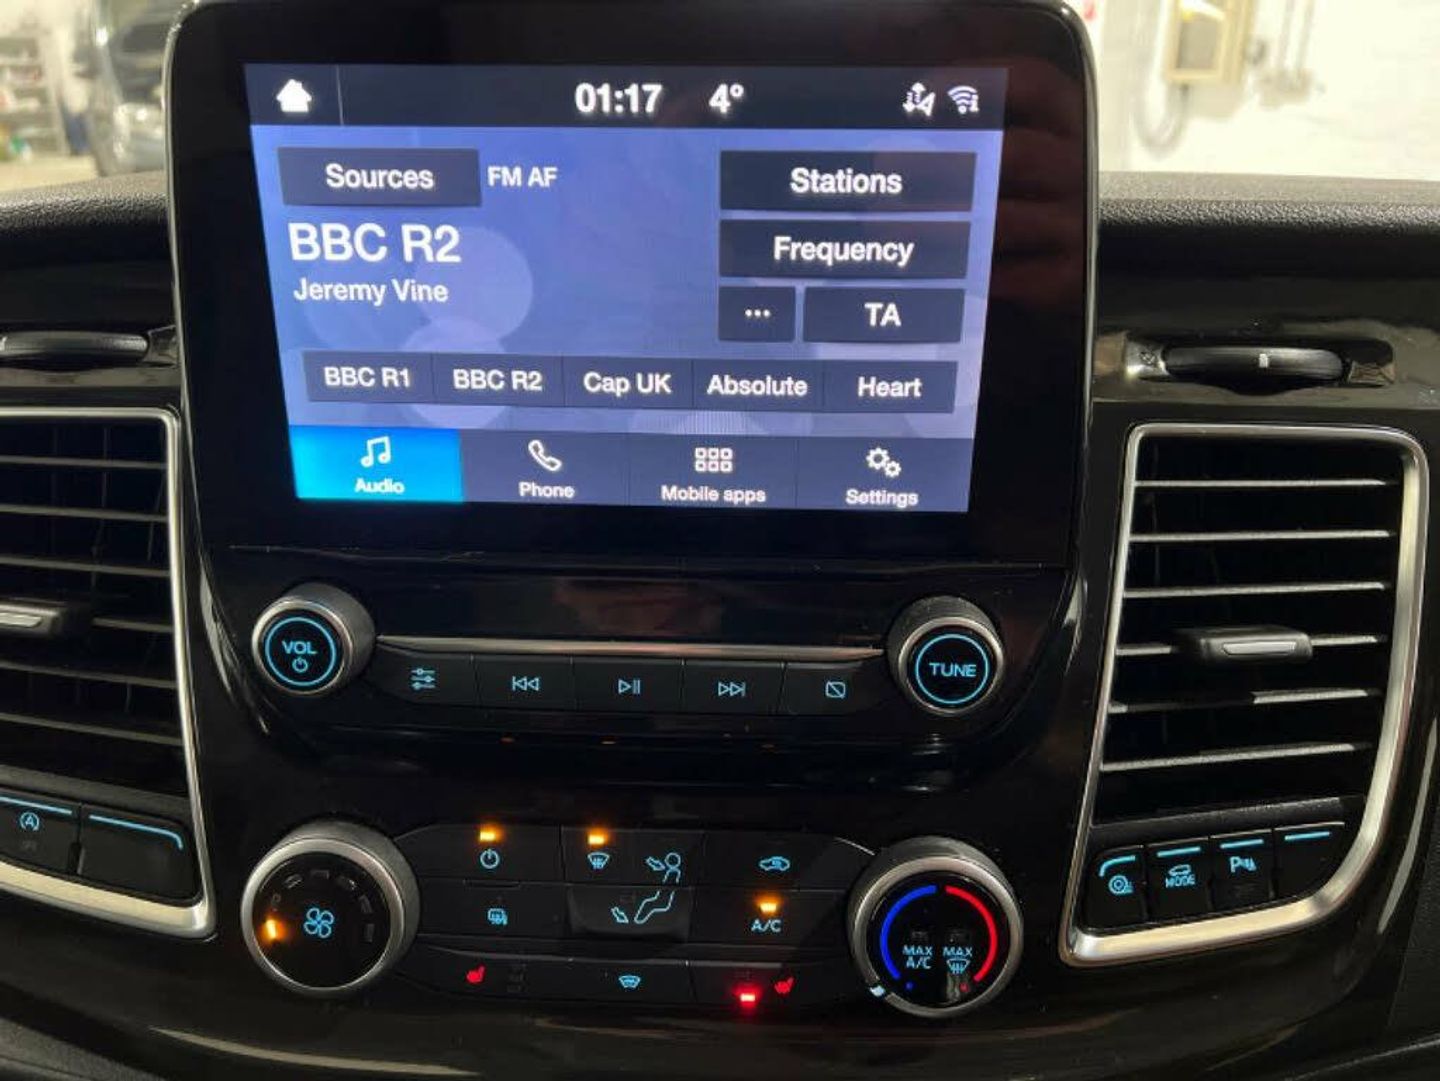 01:17 4°
Sources FM AF Stations
BBC R2
Jeremy Vine
Frequency
... TA
BBC R1 BBC R2 Cap UK Absolute Heart
Audio Phone Mobile apps Settings
VOL TUNE
A
A/C
MAX A/C MAX
MODE